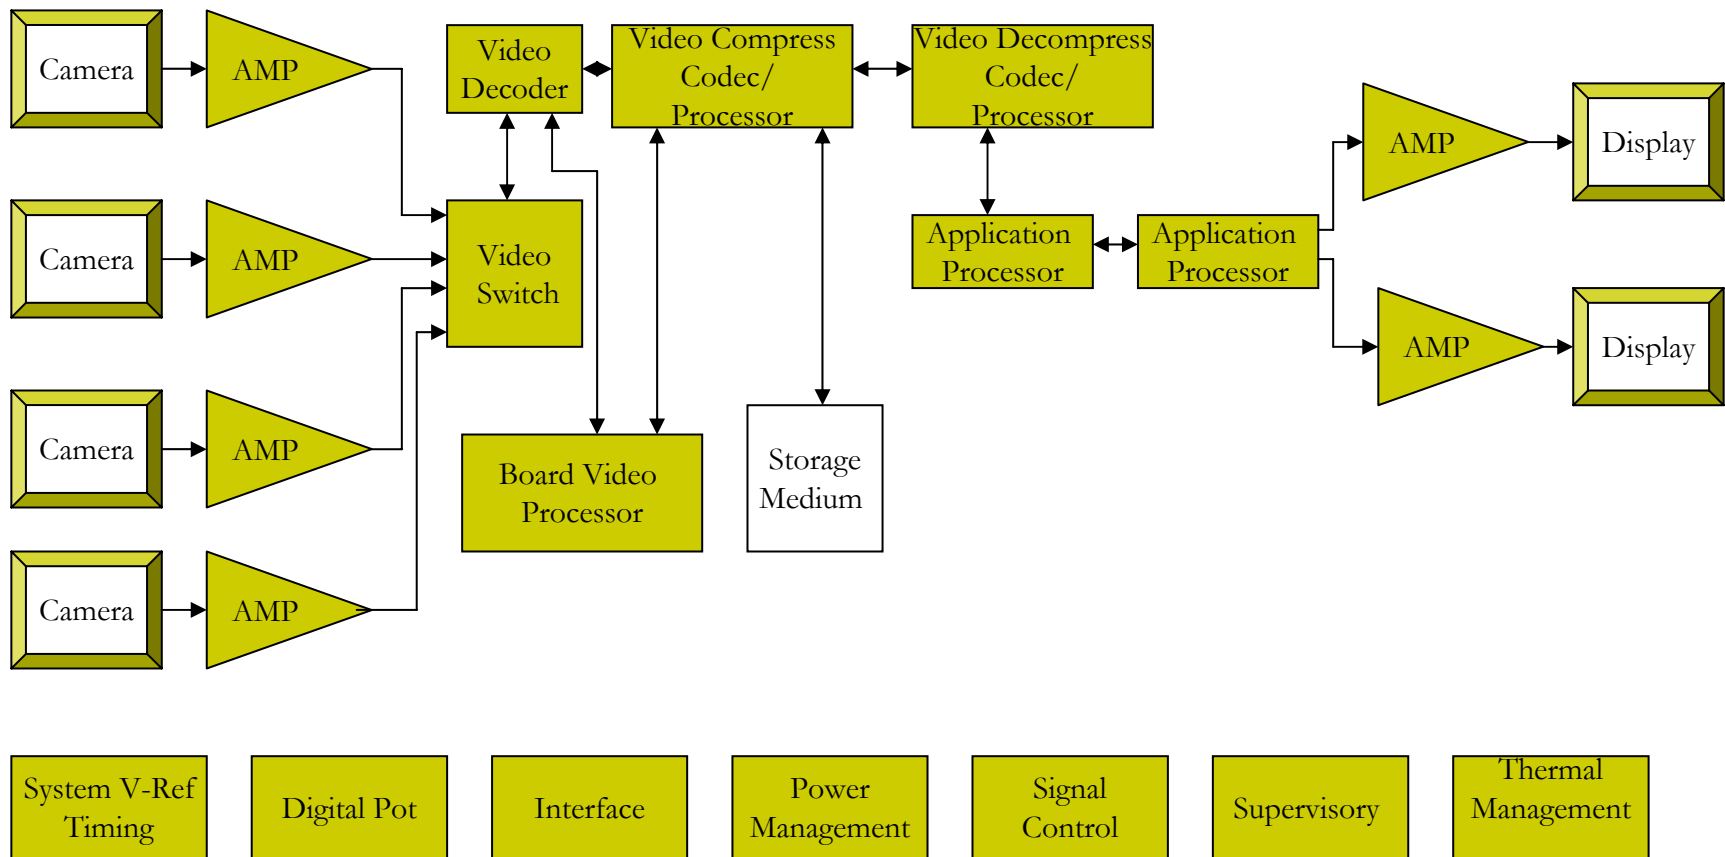 Camera
AMP
Video
Decoder
Video Compress
Codec/
Processor
Video Decompress
Codec/
Processor
AMP
Display
Camera
AMP
Video
Switch
Application
Processor
Application
Processor
AMP
Display
Camera
AMP
Board Video
Processor
Storage
Medium
Camera
AMP
System V-Ref
Timing
Digital Pot
Interface
Power
Management
Signal
Control
Supervisory
Thermal
Management